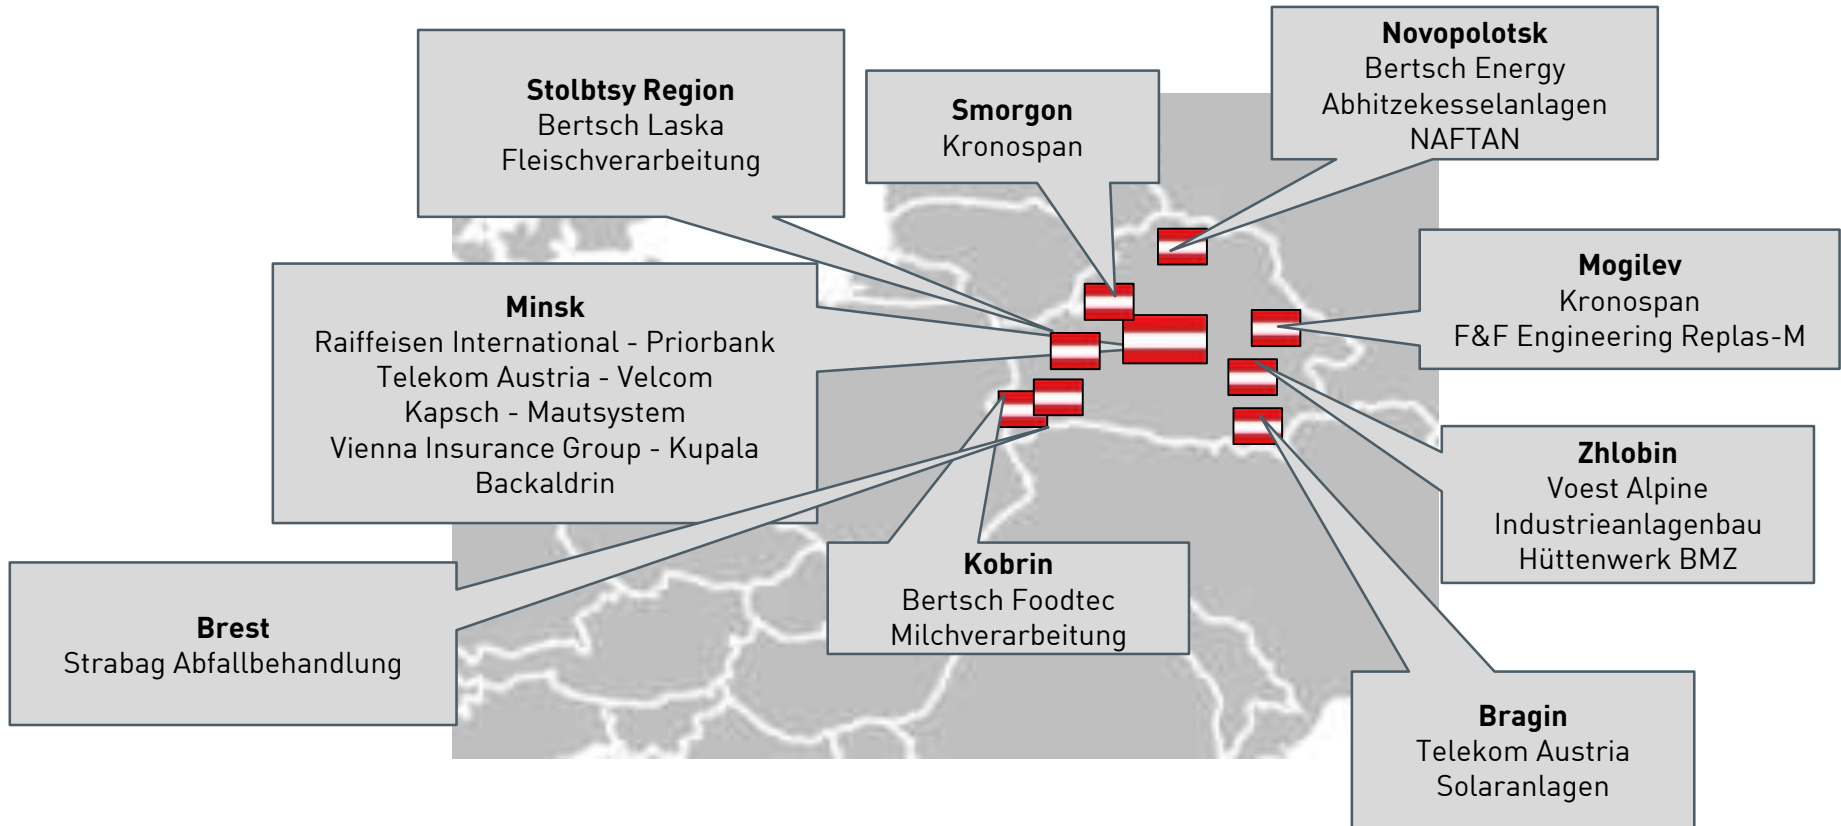 Novopolotsk
Bertsch Energy
Abhitzekesselanlagen
NAFTAN
Stolbtsy Region
Bertsch Laska
Fleischverarbeitung
Smorgon
Kronospan
Mogilev
Kronospan
F&F Engineering Replas-M
Minsk
Raiffeisen International - Priorbank
Telekom Austria - Velcom
Kapsch - Mautsystem
Vienna Insurance Group - Kupala
Backaldrin
Zhlobin
Voest Alpine
Industrieanlagenbau
Hüttenwerk BMZ
Kobrin
Bertsch Foodtec
Milchverarbeitung
Brest
Strabag Abfallbehandlung
Bragin
Telekom Austria
Solaranlagen